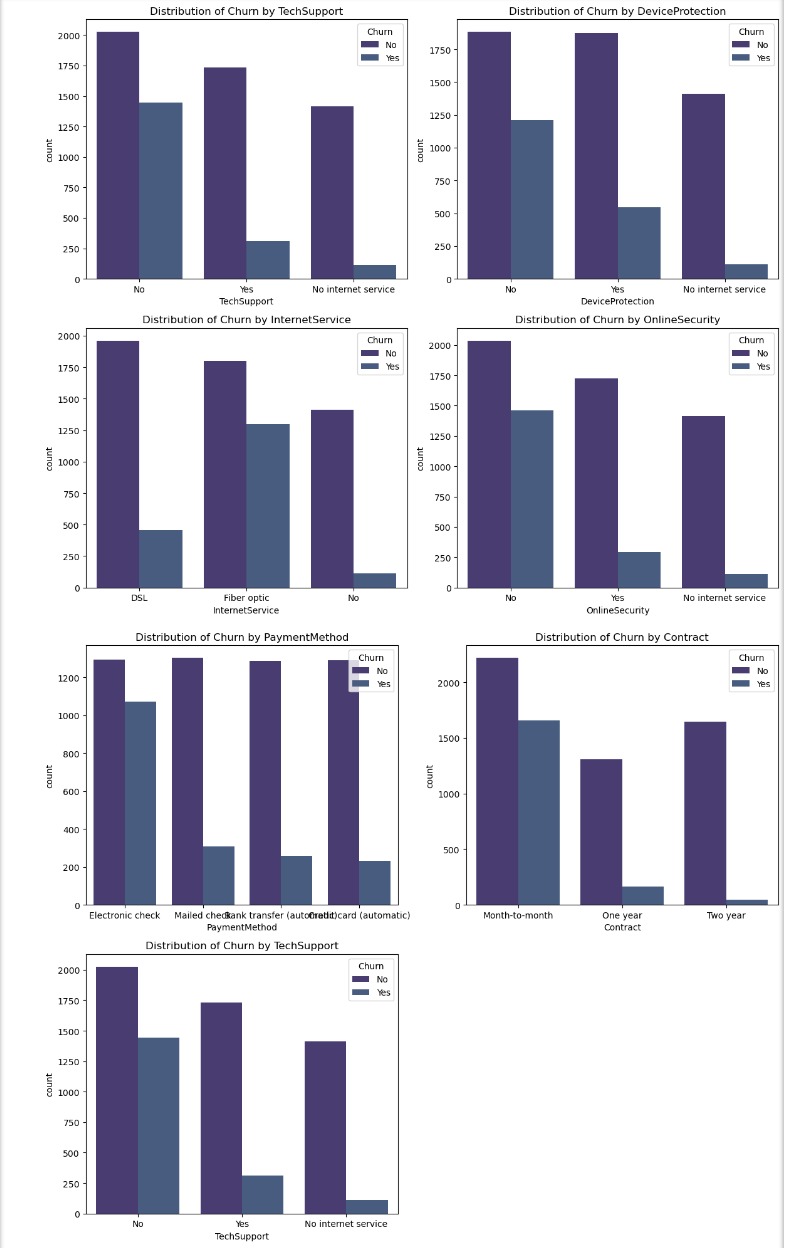 Distribution of Churn by TechSupport
Churn
No
Yes
2000
1750
1500
1250
1000
750
500
250
0
count
No Yes No internet service
TechSupport
Distribution of Churn by DeviceProtection
Churn
No
Yes
1750
1500
1250
1000
750
500
250
0
count
No Yes No internet service
DeviceProtection
Distribution of Churn by InternetService
Churn
No
Yes
2000
1750
1500
1250
1000
750
500
250
0
count
DSL Fiber optic No
InternetService
Distribution of Churn by OnlineSecurity
Churn
No
Yes
2000
1750
1500
1250
1000
750
500
250
0
count
No Yes No internet service
OnlineSecurity
Distribution of Churn by PaymentMethod
Churn
No
Yes
1200
1000
800
600
400
200
0
count
Electronic check Mailed check Bank transfer (automatic) Credit card (automatic)
PaymentMethod
Distribution of Churn by Contract
Churn
No
Yes
2000
1500
1000
500
0
count
Month-to-month One year Two year
Contract
Distribution of Churn by TechSupport
Churn
No
Yes
2000
1750
1500
1250
1000
750
500
250
0
count
No Yes No internet service
TechSupport